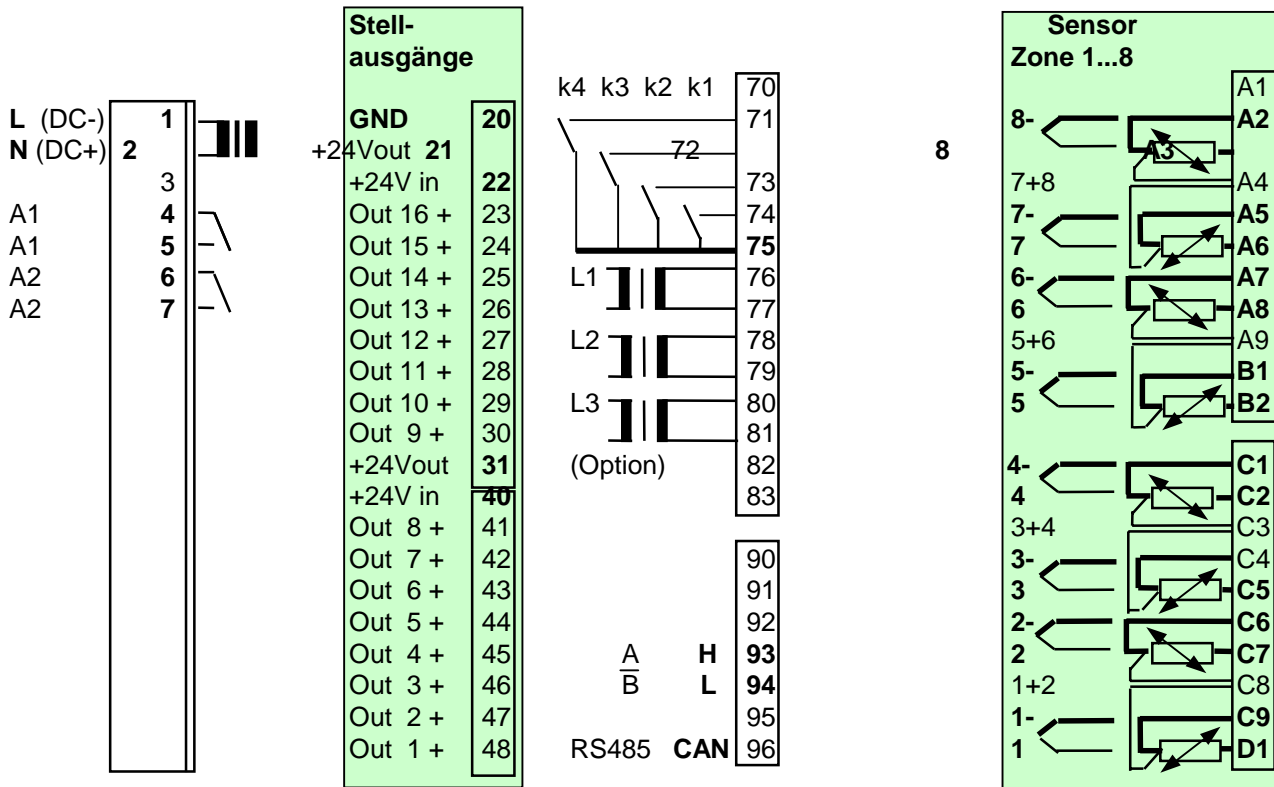 Stell-
ausgänge
Sensor
Zone 1...8
L (DC-) 1
N (DC+) 2
3
A1 4
A1 5
A2 6
A2 7
GND 20
+24Vout 21
+24V in 22
Out 16 + 23
Out 15 + 24
Out 14 + 25
Out 13 + 26
Out 12 + 27
Out 11 + 28
Out 10 + 29
Out 9 + 30
+24Vout 31
+24V in 40
Out 8 + 41
Out 7 + 42
Out 6 + 43
Out 5 + 44
Out 4 + 45
Out 3 + 46
Out 2 + 47
Out 1 + 48
k4 k3 k2 k1 70
71
72
73
74
75
L1 76
77
L2 78
79
L3 80
81
(Option) 82
83
90
91
92
A H 93
B L 94
95
RS485 CAN 96
A1
8- A2
8 A3
7+8 A4
7- A5
7 A6
6- A7
6 A8
5+6 A9
5- B1
5 B2
4- C1
4 C2
3+4 C3
3- C4
3 C5
2- C6
2 C7
1+2 C8
1- C9
1 D1